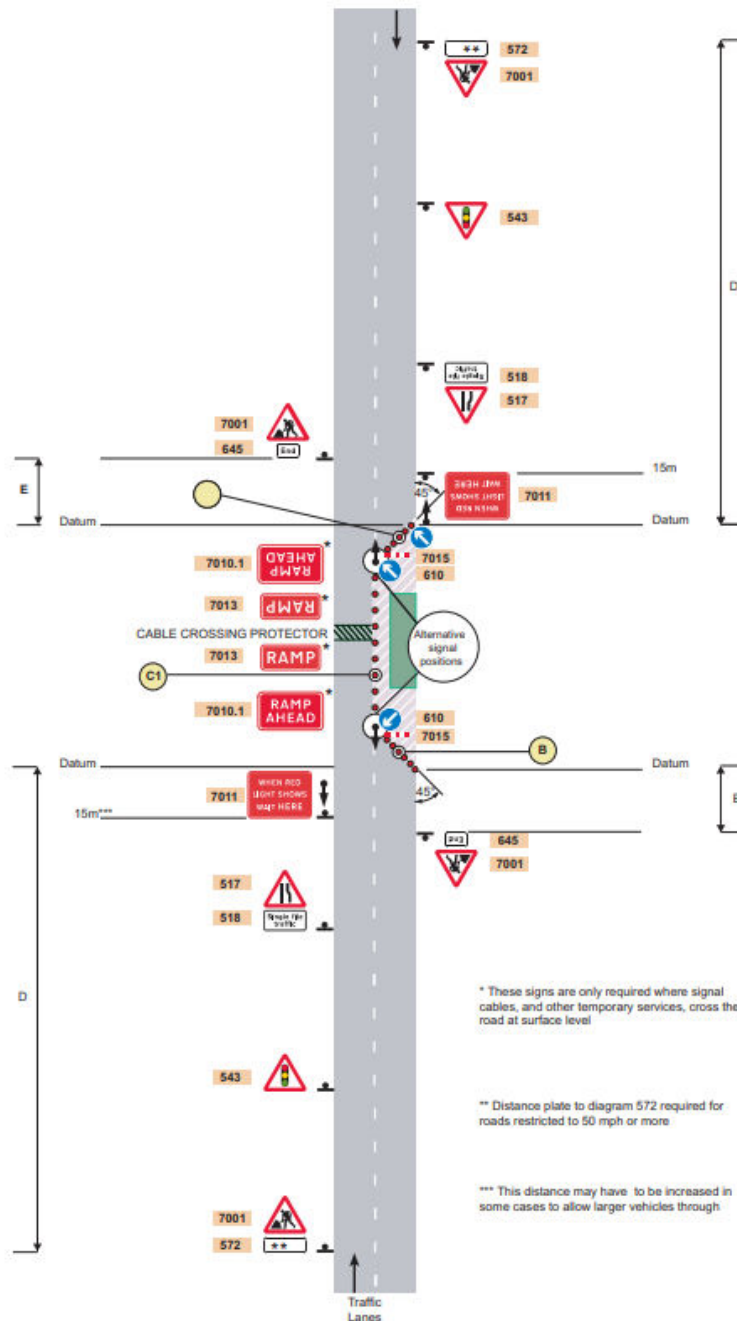 ** 572
7001
543
D
Single file
traffic
518
517
7001
645 End
15m
E
45°
WHEN RED
LIGHT SHOWS
WAIT HERE
7011
Datum
Datum
7010.1 RAMP
AHEAD *
7015
610
7013 RAMP *
CABLE CROSSING PROTECTOR
Alternative
signal
positions
7013 RAMP *
C1
7010.1 RAMP
AHEAD *
610
7015
B
Datum
Datum
45°
7011 WHEN RED
LIGHT SHOWS
WAIT HERE
15m***
End 645
7001
517
518 Single file
traffic
D
* These signs are only required where signal
cables, and other temporary services, cross the
road at surface level
543
** Distance plate to diagram 572 required for
roads restricted to 50 mph or more
*** This distance may have to be increased in
some cases to allow larger vehicles through
7001
572 **
Traffic
Lanes